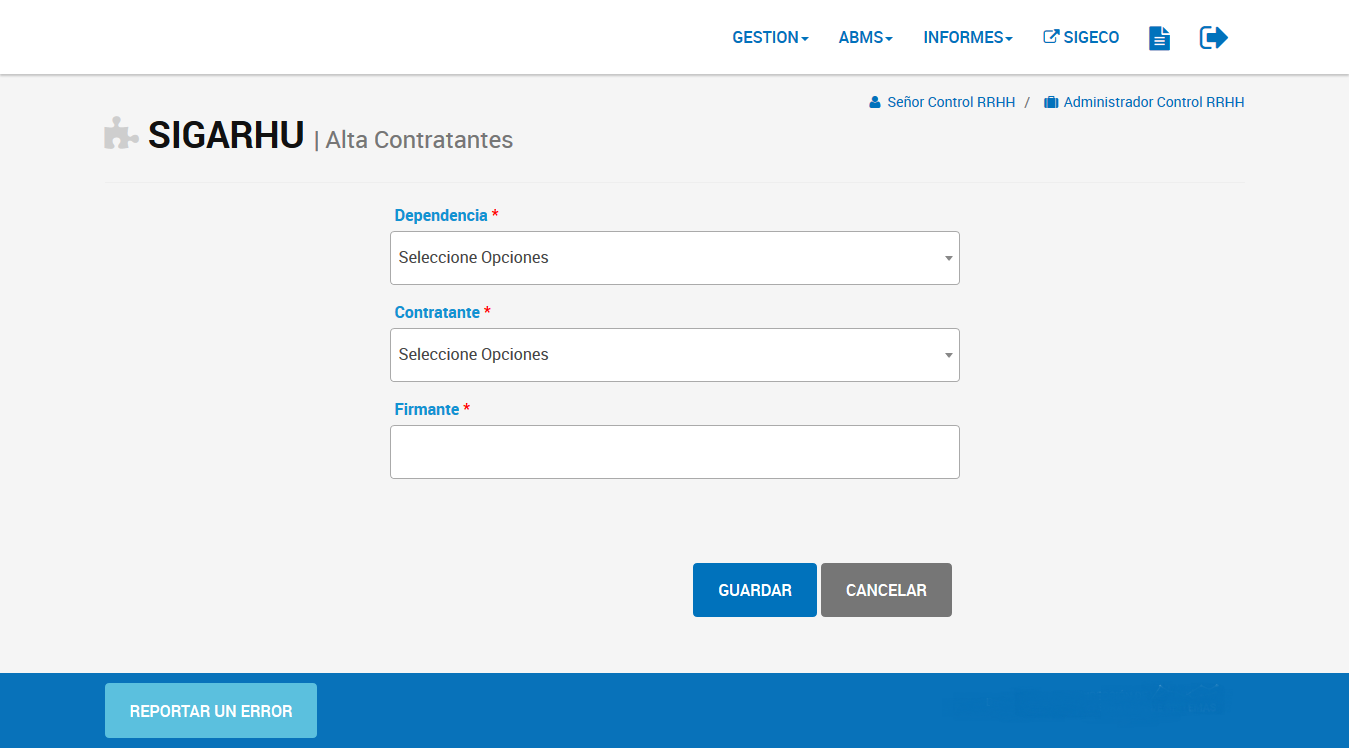 GESTION ABMS INFORMES SIGECO
Señor Control RRHH / Administrador Control RRHH
SIGARHU | Alta Contratantes
Dependencia *
Seleccione Opciones
Contratante *
Seleccione Opciones
Firmante *
GUARDAR CANCELAR
REPORTAR UN ERROR